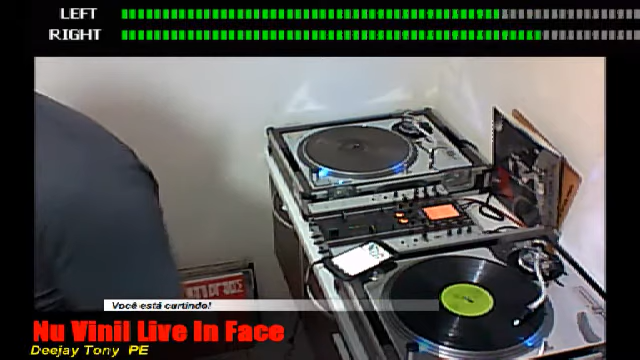 LEFT
RIGHT
Você está curtindo!
Nu Vinil Live In Face
Deejay Tony PE